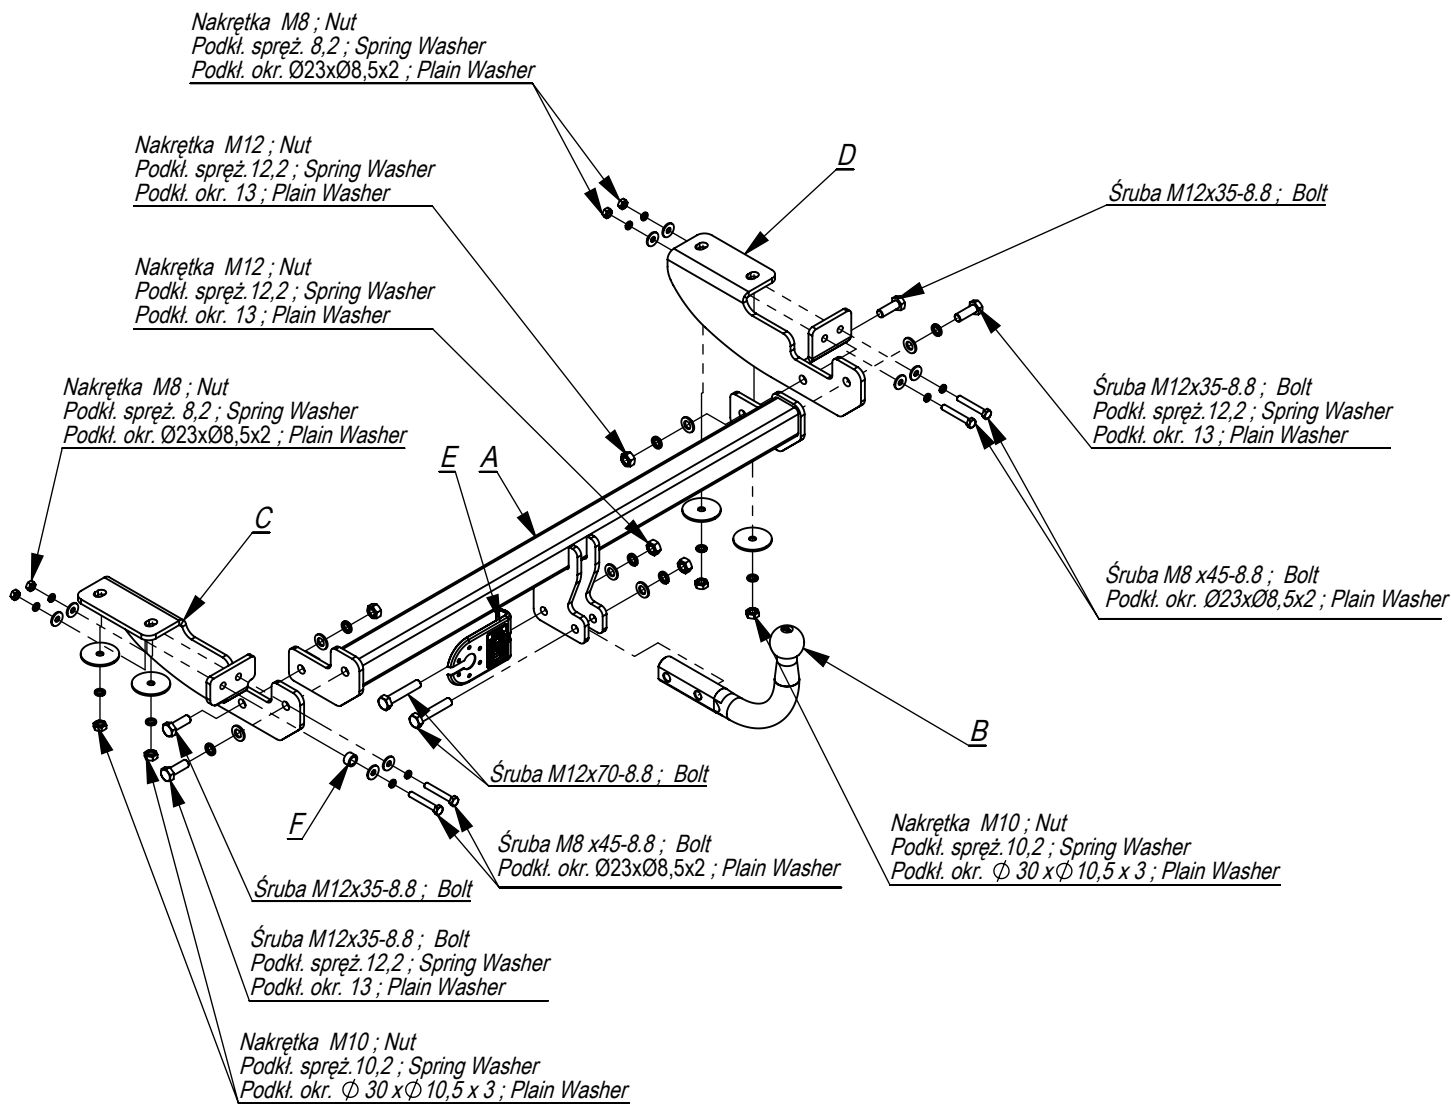 Nakrętka M8 ; Nut
Podkł. spręż. 8,2 ; Spring Washer
Podkł. okr. Ø23xØ8,5x2 ; Plain Washer
Nakrętka M12 ; Nut
Podkł. spręż.12,2 ; Spring Washer
Podkł. okr. 13 ; Plain Washer
D
Śruba M12x35-8.8 ; Bolt
Nakrętka M12 ; Nut
Podkł. spręż.12,2 ; Spring Washer
Podkł. okr. 13 ; Plain Washer
Nakrętka M8 ; Nut
Podkł. spręż. 8,2 ; Spring Washer
Podkł. okr. Ø23xØ8,5x2 ; Plain Washer
Śruba M12x35-8.8 ; Bolt
Podkł. spręż.12,2 ; Spring Washer
Podkł. okr. 13 ; Plain Washer
E
A
C
Śruba M8 x45-8.8 ; Bolt
Podkł. okr. Ø23xØ8,5x2 ; Plain Washer
B
Śruba M12x70-8.8 ; Bolt
F
Śruba M8 x45-8.8 ; Bolt
Podkł. okr. Ø23xØ8,5x2 ; Plain Washer
Nakrętka M10 ; Nut
Podkł. spręż.10,2 ; Spring Washer
Podkł. okr. ϕ 30 xϕ 10,5 x 3 ; Plain Washer
Śruba M12x35-8.8 ; Bolt
Śruba M12x35-8.8 ; Bolt
Podkł. spręż.12,2 ; Spring Washer
Podkł. okr. 13 ; Plain Washer
Nakrętka M10 ; Nut
Podkł. spręż.10,2 ; Spring Washer
Podkł. okr. ϕ 30 xϕ 10,5 x 3 ; Plain Washer